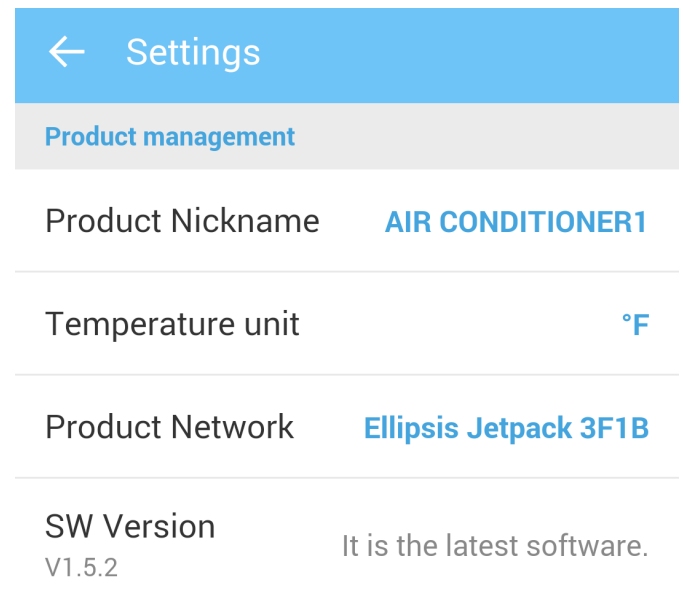 Settings
Product management
Product Nickname AIR CONDITIONER1
Temperature unit °F
Product Network Ellipsis Jetpack 3F1B
SW Version It is the latest software.
V1.5.2